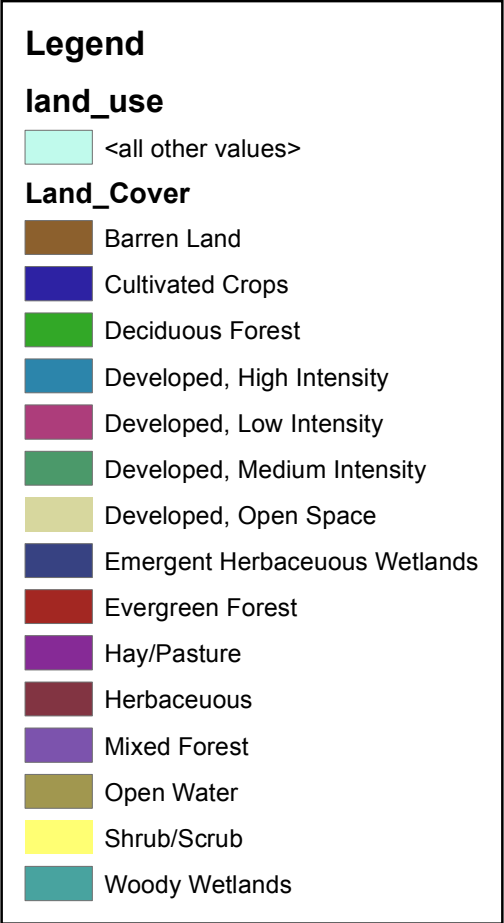 Legend
land_use
<all other values>
Land_Cover
Barren Land
Cultivated Crops
Deciduous Forest
Developed, High Intensity
Developed, Low Intensity
Developed, Medium Intensity
Developed, Open Space
Emergent Herbaceuous Wetlands
Evergreen Forest
Hay/Pasture
Herbaceuous
Mixed Forest
Open Water
Shrub/Scrub
Woody Wetlands